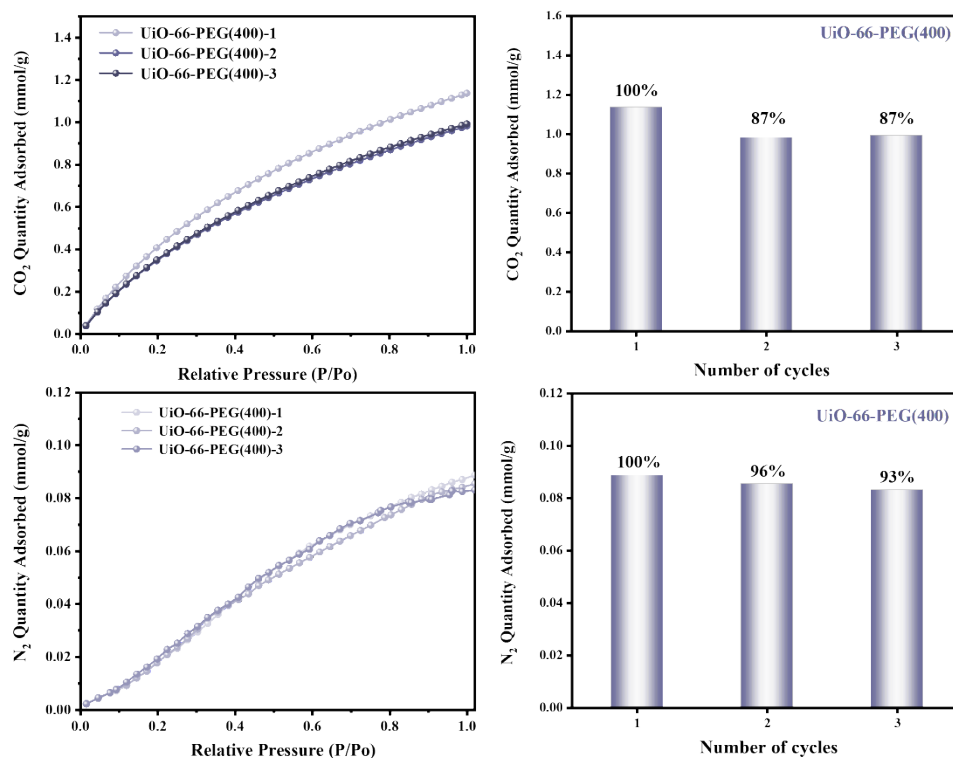 UiO-66-PEG(400)-1
UiO-66-PEG(400)-2
UiO-66-PEG(400)-3
CO2 Quantity Adsorbed (mmol/g)
1.4
1.2
1.0
0.8
0.6
0.4
0.2
0.0
0.0 0.2 0.4 0.6 0.8 1.0
Relative Pressure (P/Po)
UiO-66-PEG(400)
100%
87%
87%
CO2 Quantity Adsorbed (mmol/g)
1.6
1.4
1.2
1.0
0.8
0.6
0.4
0.2
0.0
1 2 3
Number of cycles
UiO-66-PEG(400)-1
UiO-66-PEG(400)-2
UiO-66-PEG(400)-3
N2 Quantity Adsorbed (mmol/g)
0.12
0.10
0.08
0.06
0.04
0.02
0.00
0.0 0.2 0.4 0.6 0.8 1.0
Relative Pressure (P/Po)
UiO-66-PEG(400)
100%
96%
93%
N2 Quantity Adsorbed (mmol/g)
0.12
0.10
0.08
0.06
0.04
0.02
0.00
1 2 3
Number of cycles